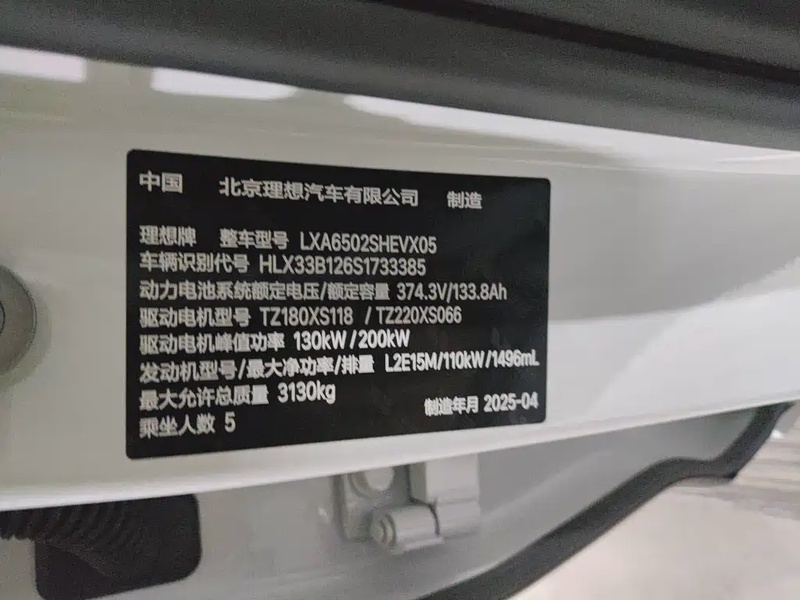 中国 北京理想汽车有限公司 制造
理想牌 整车型号 LXA6502SHEVX05
车辆识别代号 HLX33B126S1733385
动力电池系统额定电压/额定容量 374.3V/133.8Ah
驱动电机型号 TZ180XS118 /TZ220XS066
驱动电机峰值功率 130kW/200kW
发动机型号/最大净功率/排量 L2E15M/110kW/1496mL
最大允许总质量 3130kg
制造年月 2025-04
乘坐人数 5